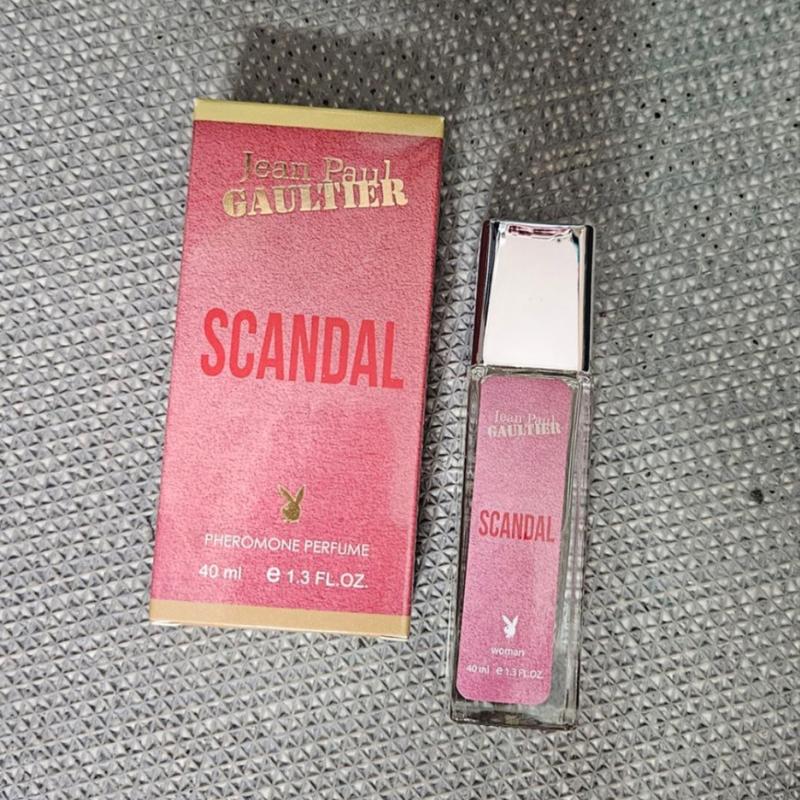 Jean Paul
GAULTIER
SCANDAL
PHEROMONE PERFUME
40 ml e 1.3 FL.OZ.
Jean Paul
GAULTIER
SCANDAL
woman
40 ml e 1.3 FL.OZ.